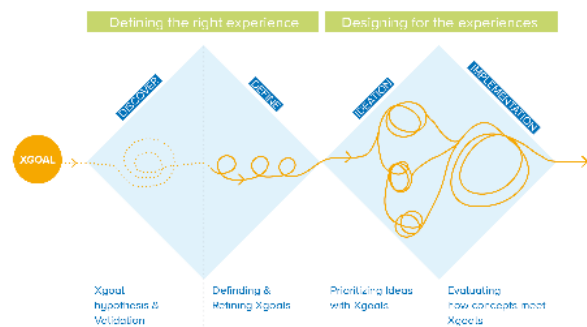 Defining the right experience
Designing for the experiences
DISCOVER
DEFINE
IDEATION
IMPLEMENTATION
XGOAL
Xgoal
hypothesis &
Validation
Definding &
Refining Xgoals
Prioritizing Ideas
with Xgoals
Evaluating
how concepts meet
Xgoals